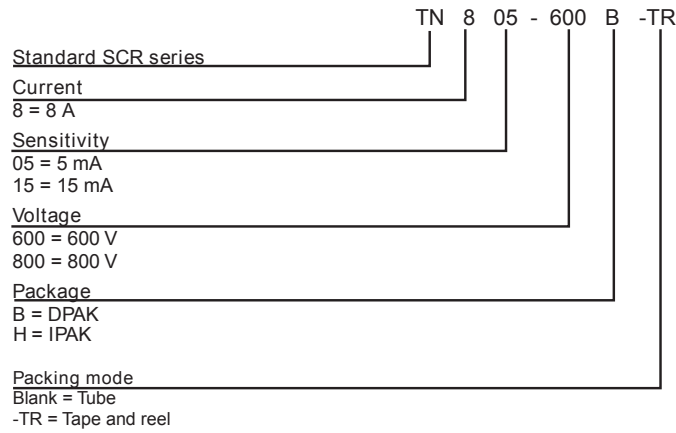 TN 8 05 - 600 B -TR
Standard SCR series
Current
8 = 8 A
Sensitivity
05 = 5 mA
15 = 15 mA
Voltage
600 = 600 V
800 = 800 V
Package
B = DPAK
H = IPAK
Packing mode
Blank = Tube
-TR = Tape and reel